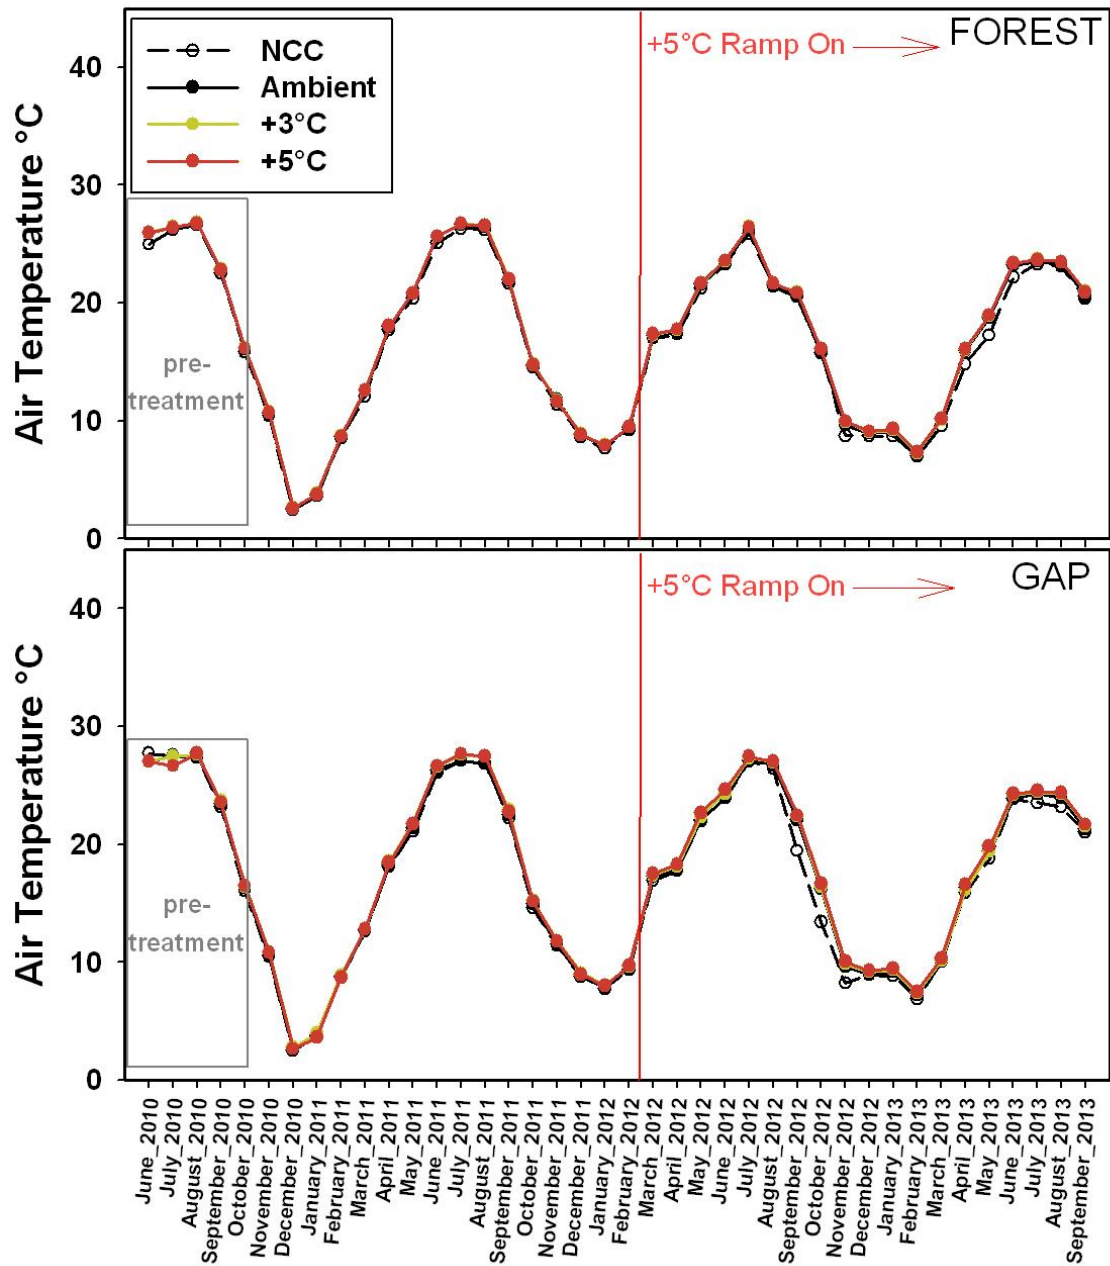 FOREST
+5°C Ramp On
NCC
Ambient
+3°C
+5°C
Air Temperature °C
40
30
20
10
0
pre-
treatment
GAP
+5°C Ramp On
Air Temperature °C
40
30
20
10
0
pre-
treatment
June_2010
July_2010
August_2010
September_2010
October_2010
November_2010
December_2010
January_2011
February_2011
March_2011
April_2011
May_2011
June_2011
July_2011
August_2011
September_2011
October_2011
November_2011
December_2011
January_2012
February_2012
March_2012
April_2012
May_2012
June_2012
July_2012
August_2012
September_2012
October_2012
November_2012
December_2012
January_2013
February_2013
March_2013
April_2013
May_2013
June_2013
July_2013
August_2013
September_2013